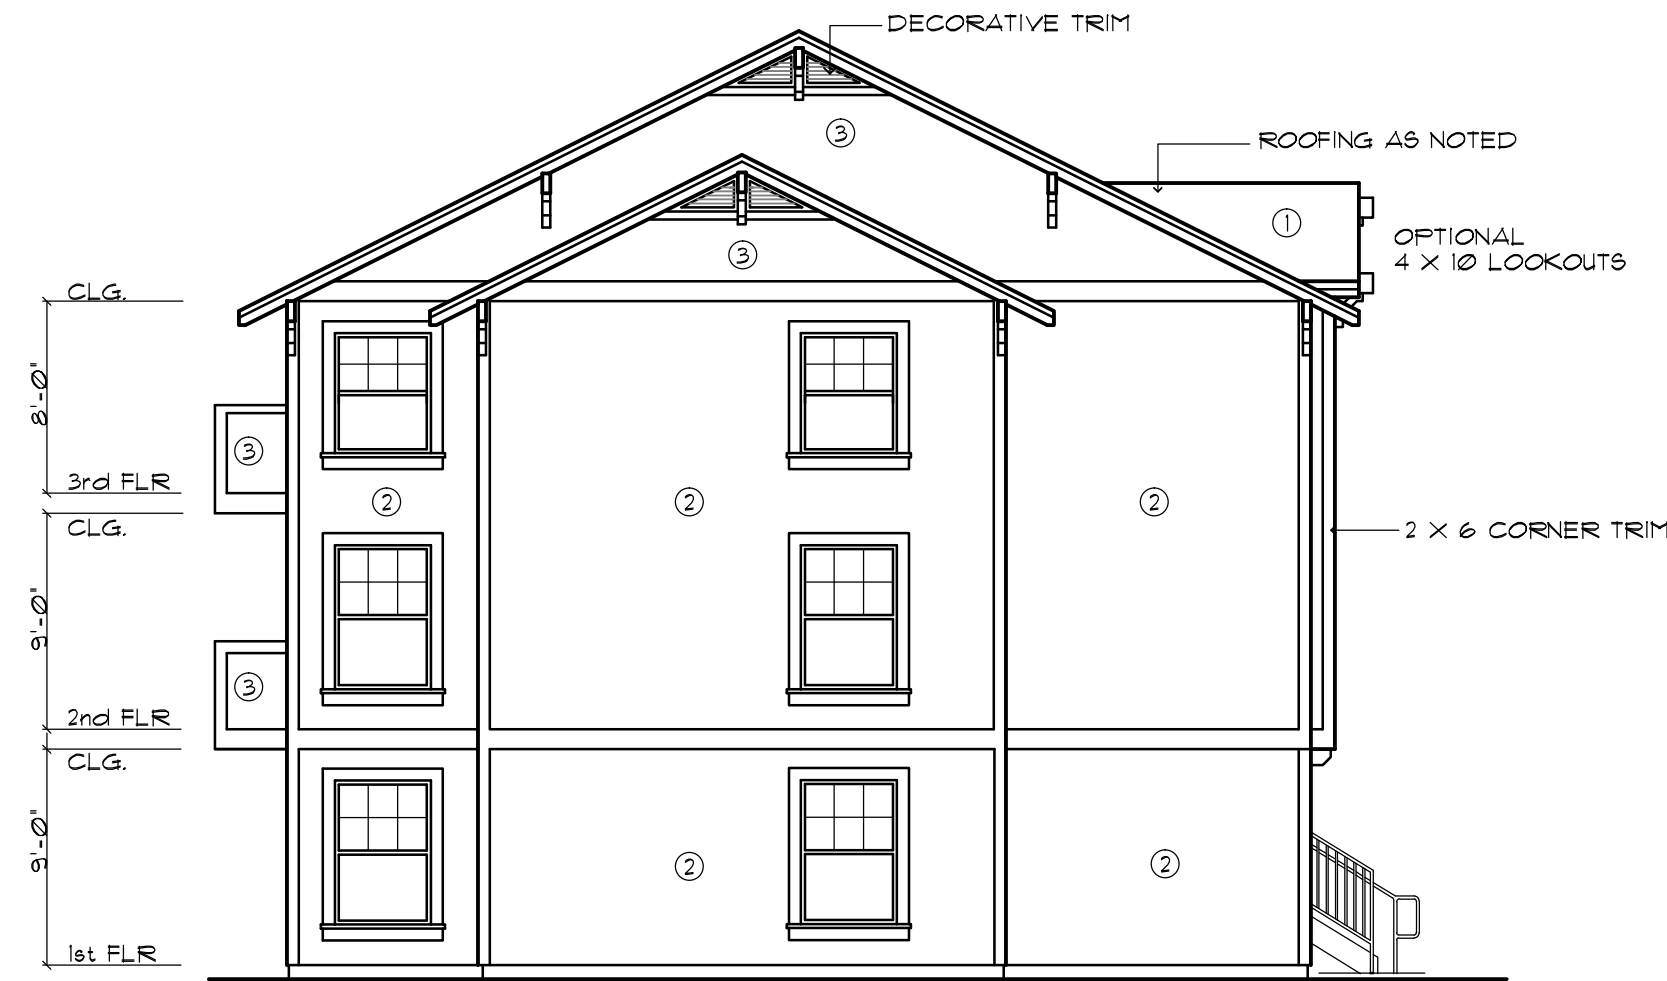 DECORATIVE TRIM
3
ROOFING AS NOTED
1
OPTIONAL
4 X 10 LOOKOUTS
3
CLG.
8'-0"
3
3rd FLR
2
2
2
CLG.
2 X 6 CORNER TRIM
9'-0"
3
2nd FLR
CLG.
9'-0"
2
2
1st FLR